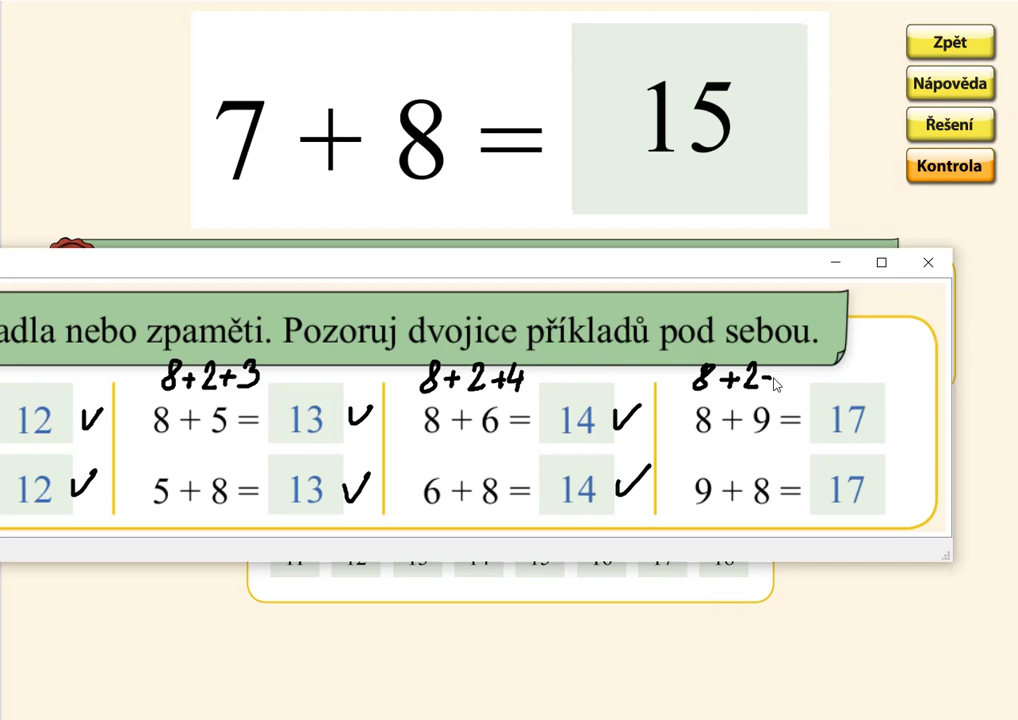 7 + 8 = 15
Zpět
Nápověda
Řešení
Kontrola
adla nebo zpaměti. Pozoruj dvojice příkladů pod sebou.
8+2+3 8+2+4 8+2-
12 ✓ 8 + 5 = 13 ✓ 8 + 6 = 14 ✓ 8 + 9 = 17
12 ✓ 5 + 8 = 13 ✓ 6 + 8 = 14 ✓ 9 + 8 = 17